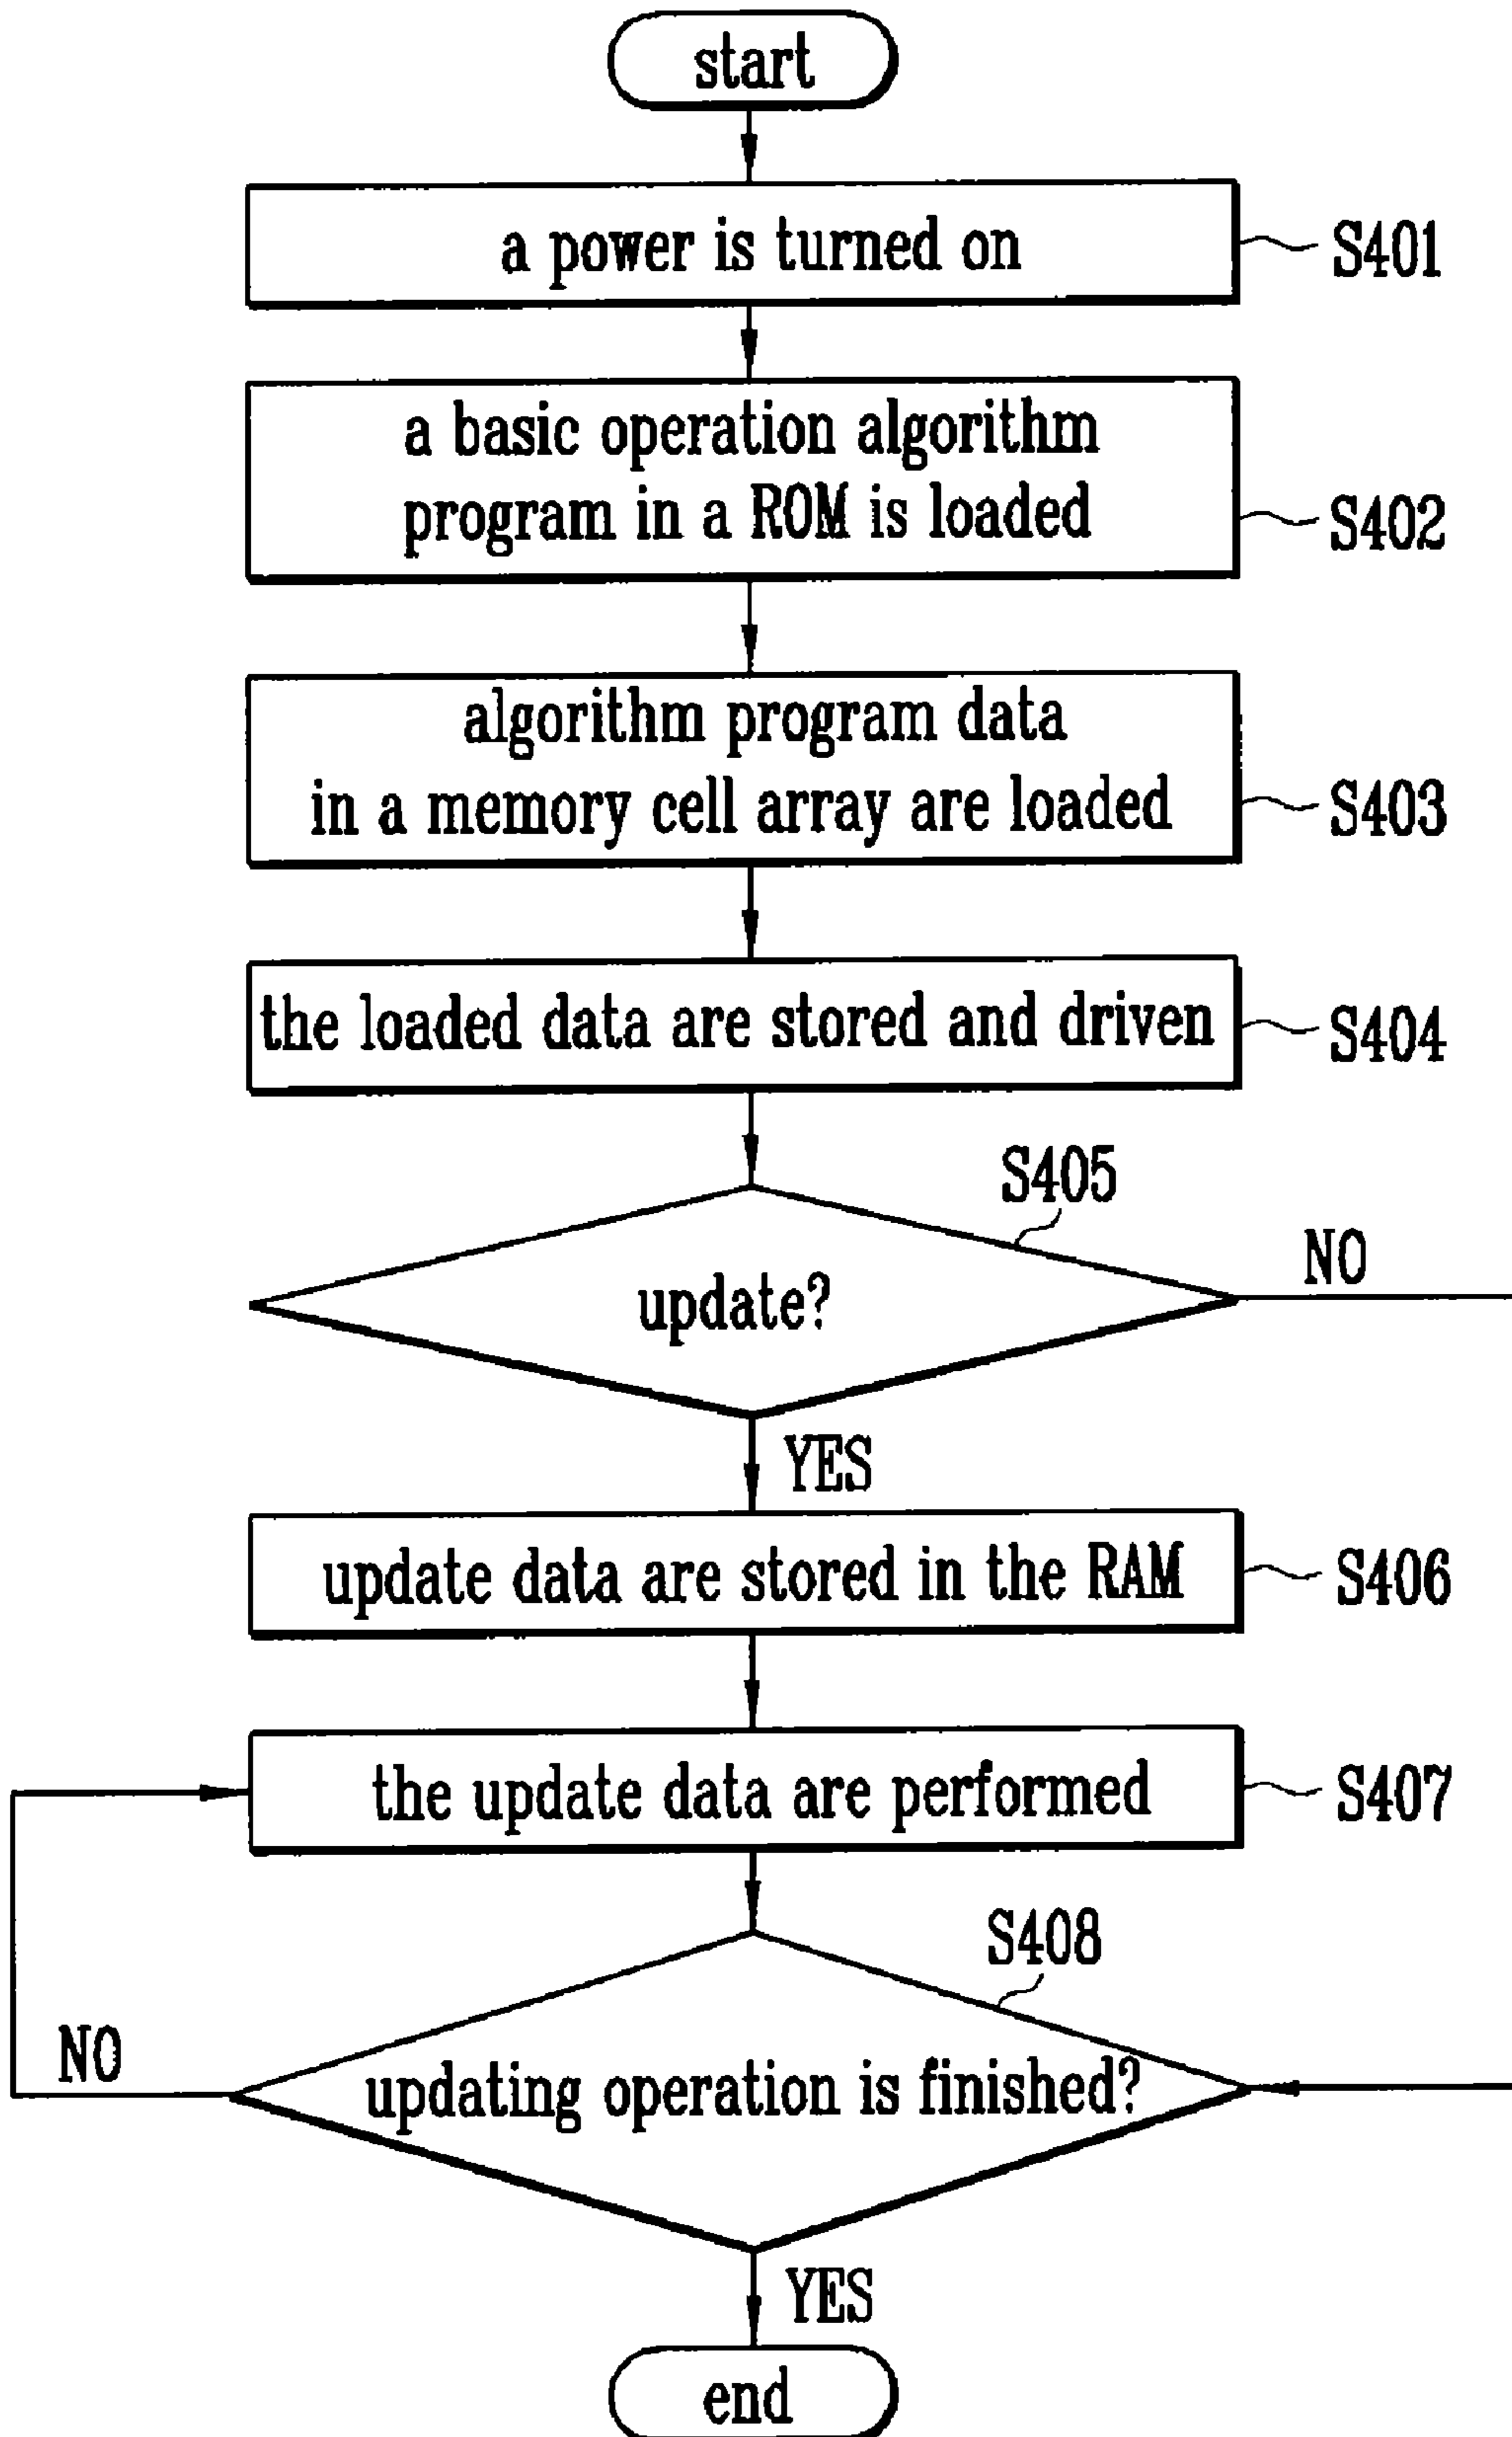 start
a power is turned on
S401
a basic operation algorithm
program in a ROM is loaded
S402
algorithm program data
in a memory cell array are loaded
S403
the loaded data are stored and driven
S404
S405
update?
NO
YES
update data are stored in the RAM
S406
the update data are performed
S407
S408
NO
updating operation is finished?
YES
end